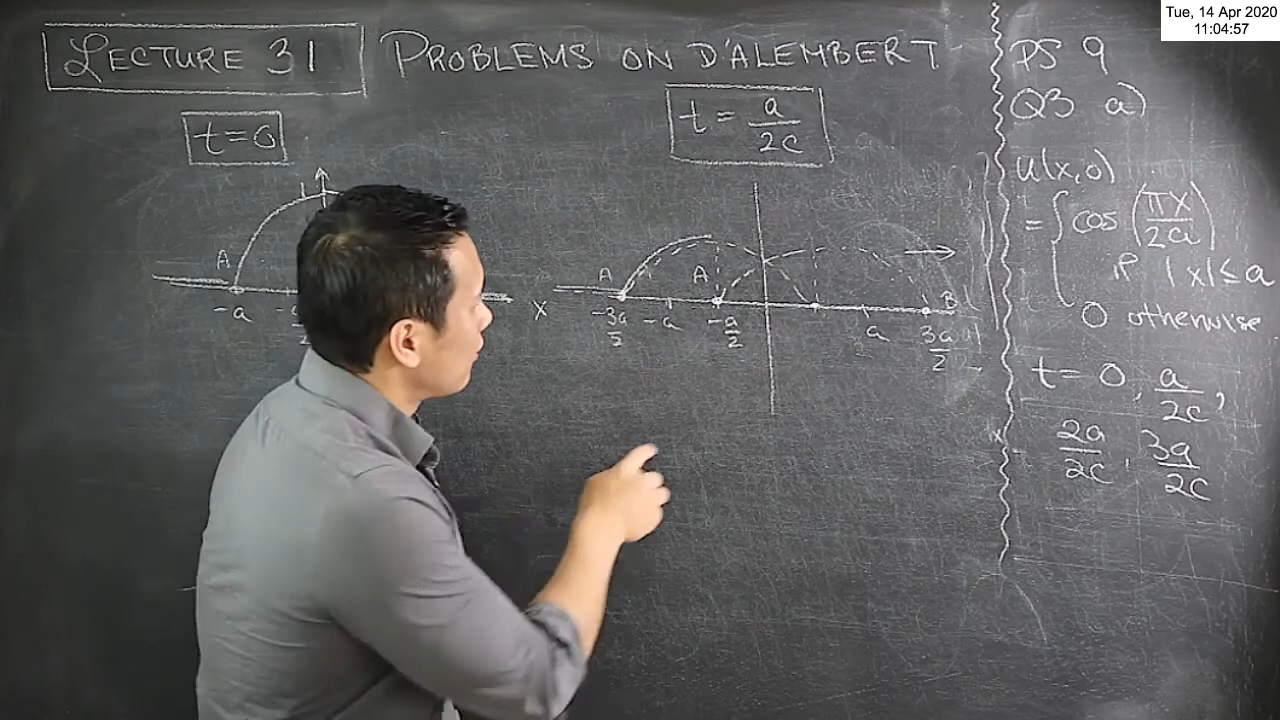 Tue, 14 Apr 2020
11:04:57
LECTURE 31 PROBLEMS ON D'ALEMBERT
t=0
t = a/2c
1
A
-a
x
A A B
-3a/2 -a -a/2 a 3a/2
PS 9
Q3 a)
u(x,0)
= { cos (πx/2a)
if |x| ≤ a
0 otherwise
t = 0, a/2c,
2a/2c, 3a/2c